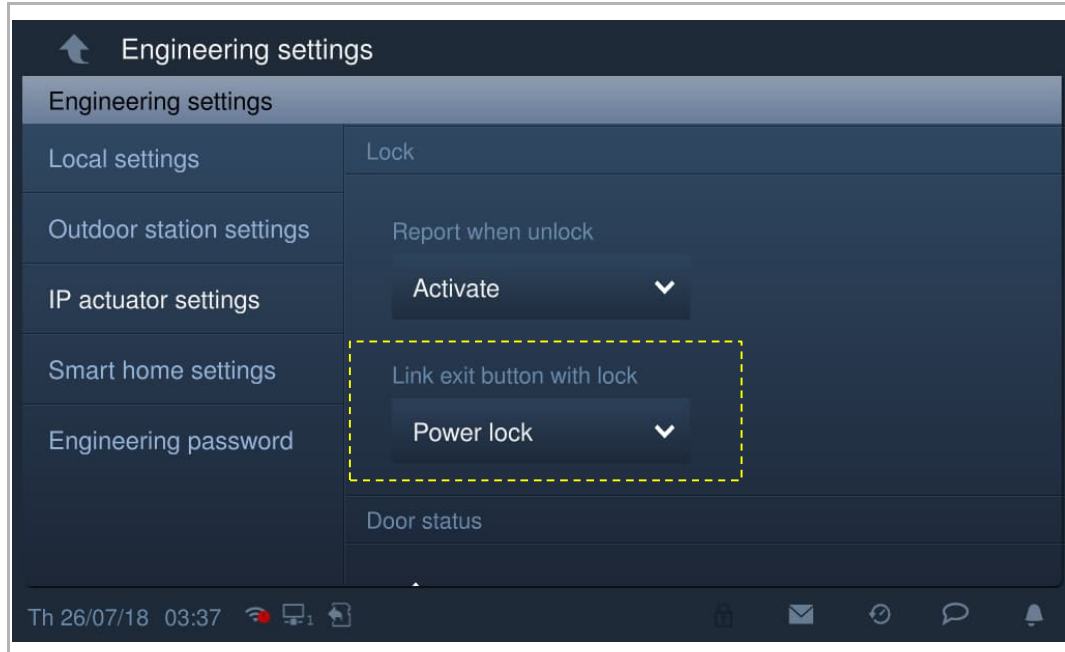 Engineering settings
Engineering settings
Local settings
Outdoor station settings
IP actuator settings
Smart home settings
Engineering password
Lock
Report when unlock
Activate
Link exit button with lock
Power lock
Door status
Th 26/07/18 03:37
1